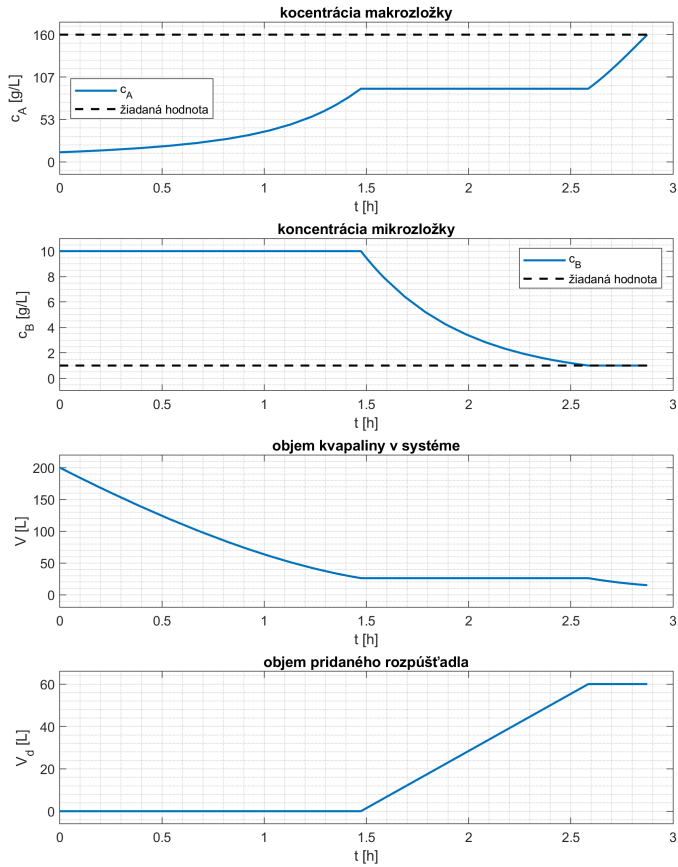 kocentrácia makrozložky
160
107
53
0
c_A [g/L]
c_A
žiadaná hodnota
0 0.5 1 1.5 2 2.5 3
t [h]
koncentrácia mikrozložky
10
8
6
4
2
0
c_B [g/L]
c_B
žiadaná hodnota
0 0.5 1 1.5 2 2.5 3
t [h]
objem kvapaliny v systéme
200
150
100
50
0
V [L]
0 0.5 1 1.5 2 2.5 3
t [h]
objem pridaného rozpúšťadla
60
40
20
0
V_d [L]
0 0.5 1 1.5 2 2.5 3
t [h]